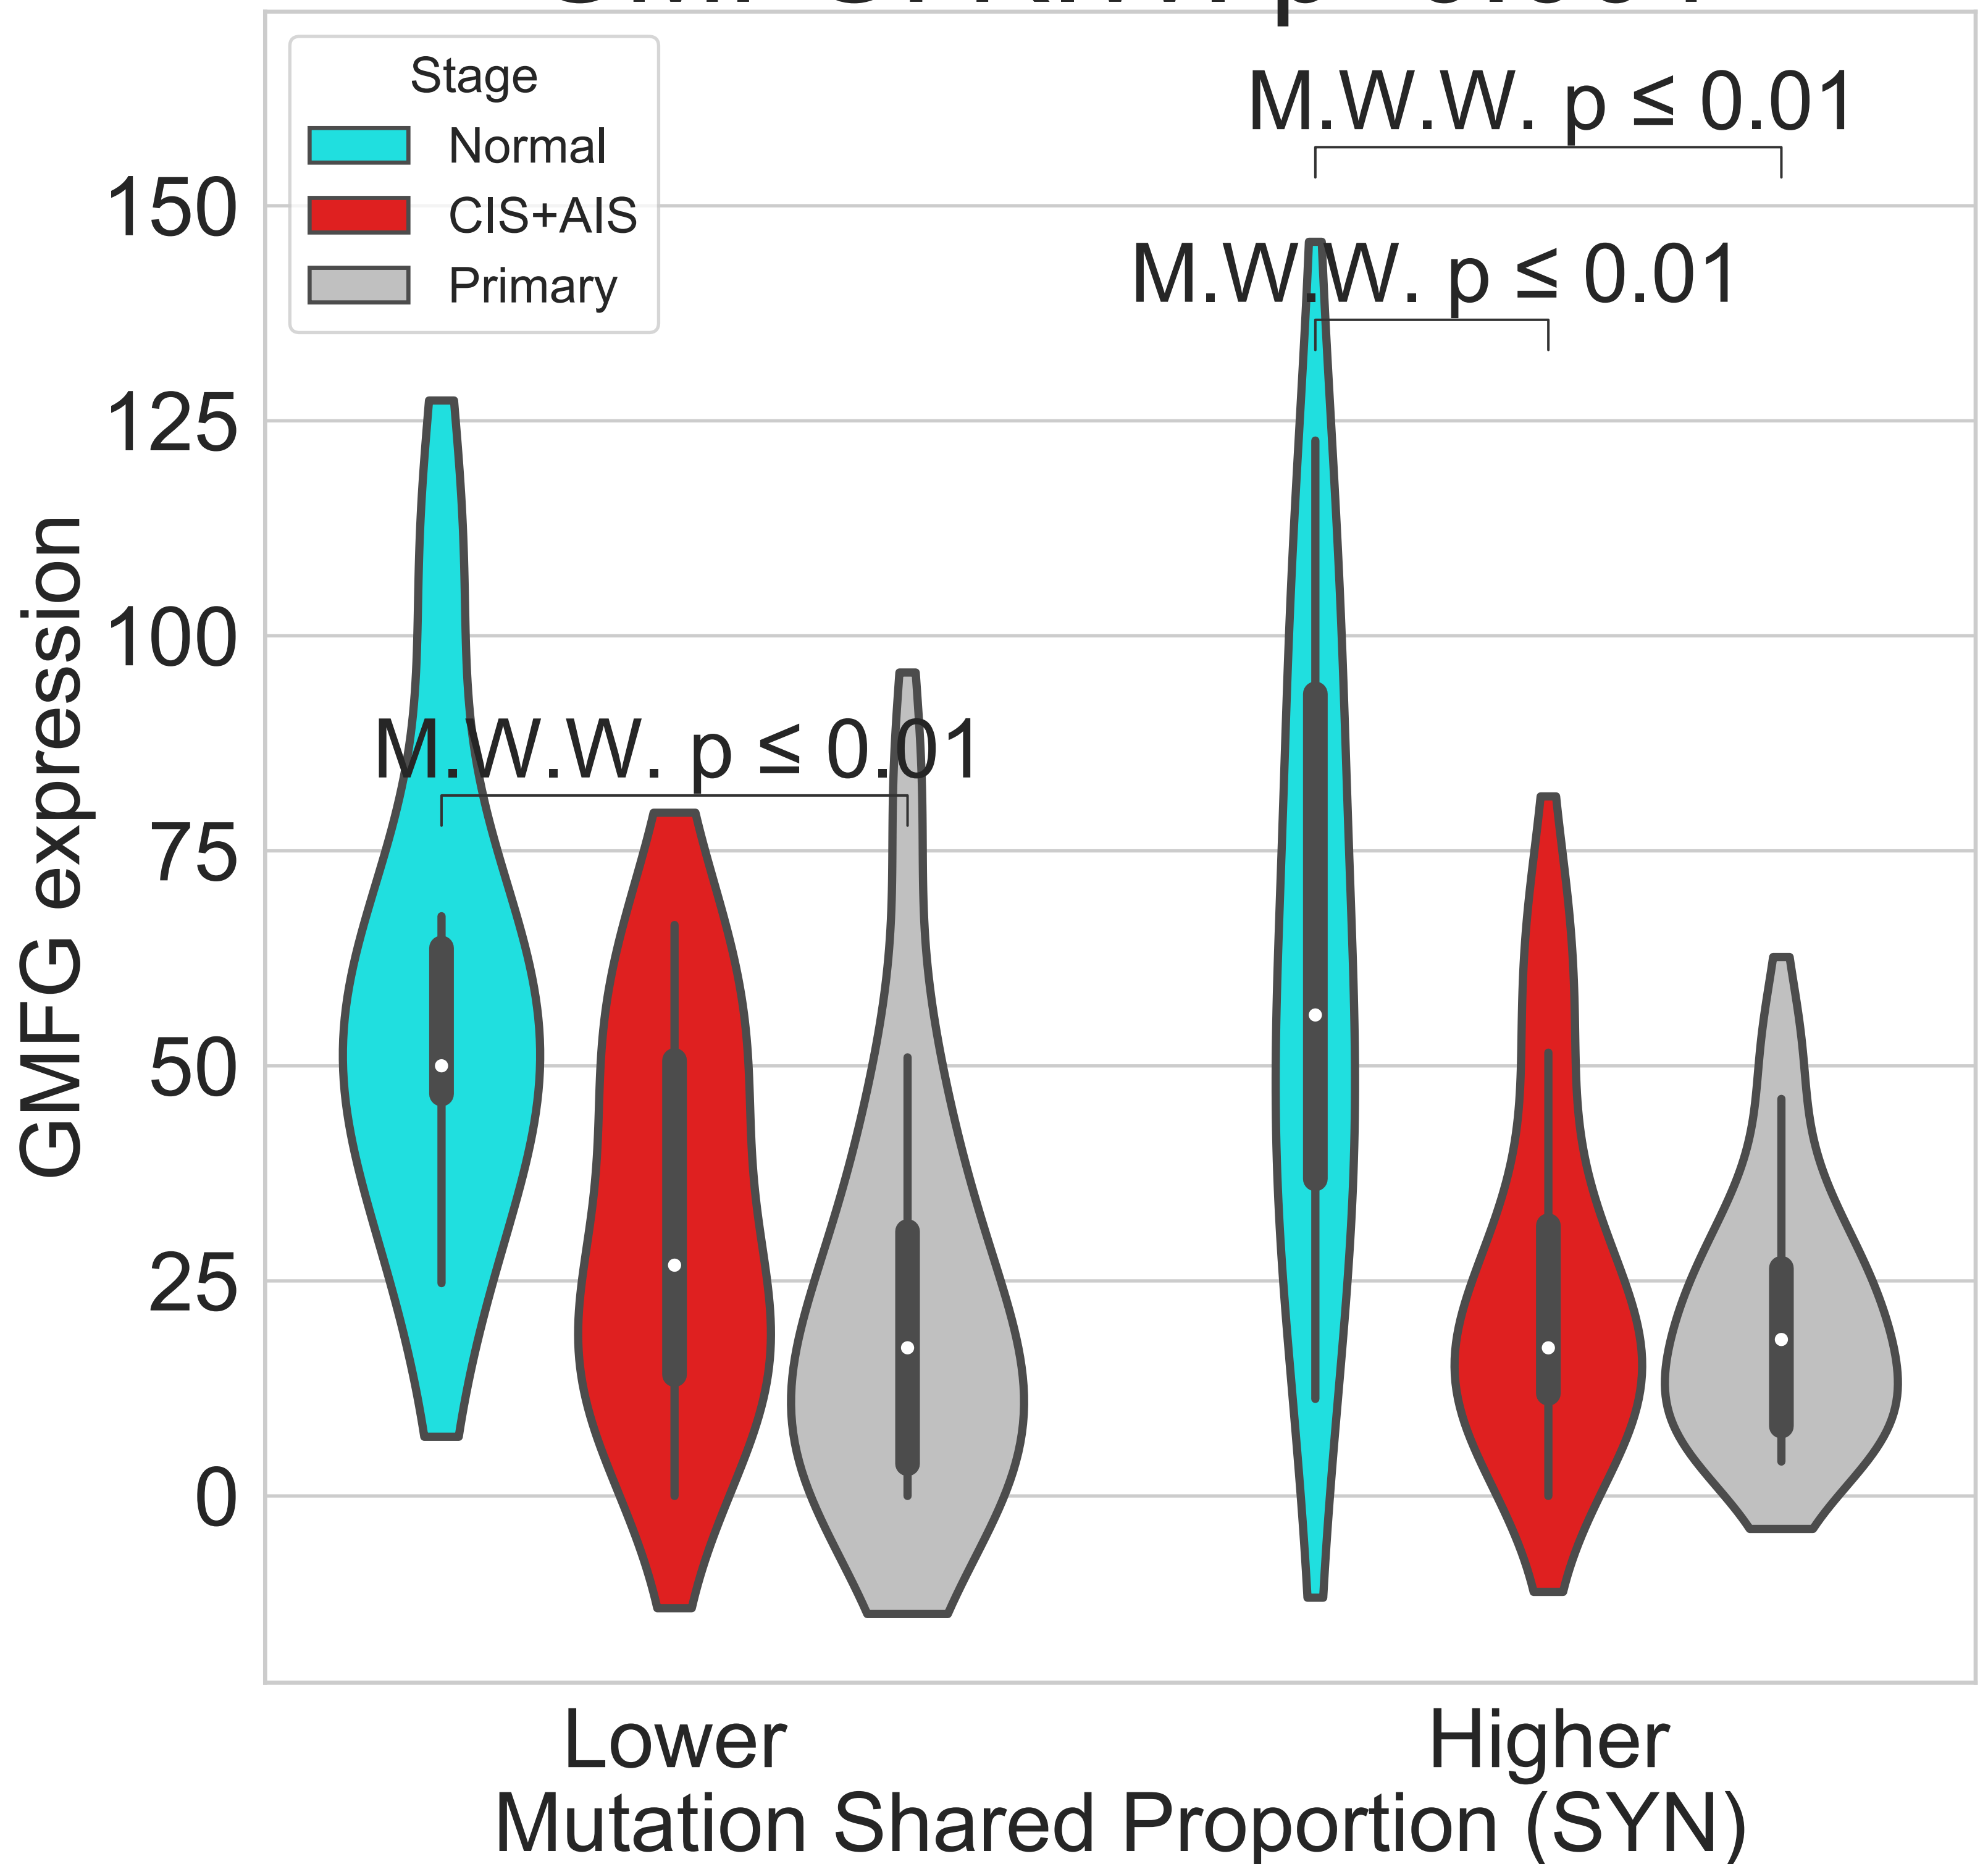 Stage
Normal
CIS+AIS
Primary
M.W.W. p ≤ 0.01
M.W.W. p ≤ 0.01
M.W.W. p ≤ 0.01
150
125
100
75
50
25
0
GMFG expression
Lower
Higher
Mutation Shared Proportion (SYN)